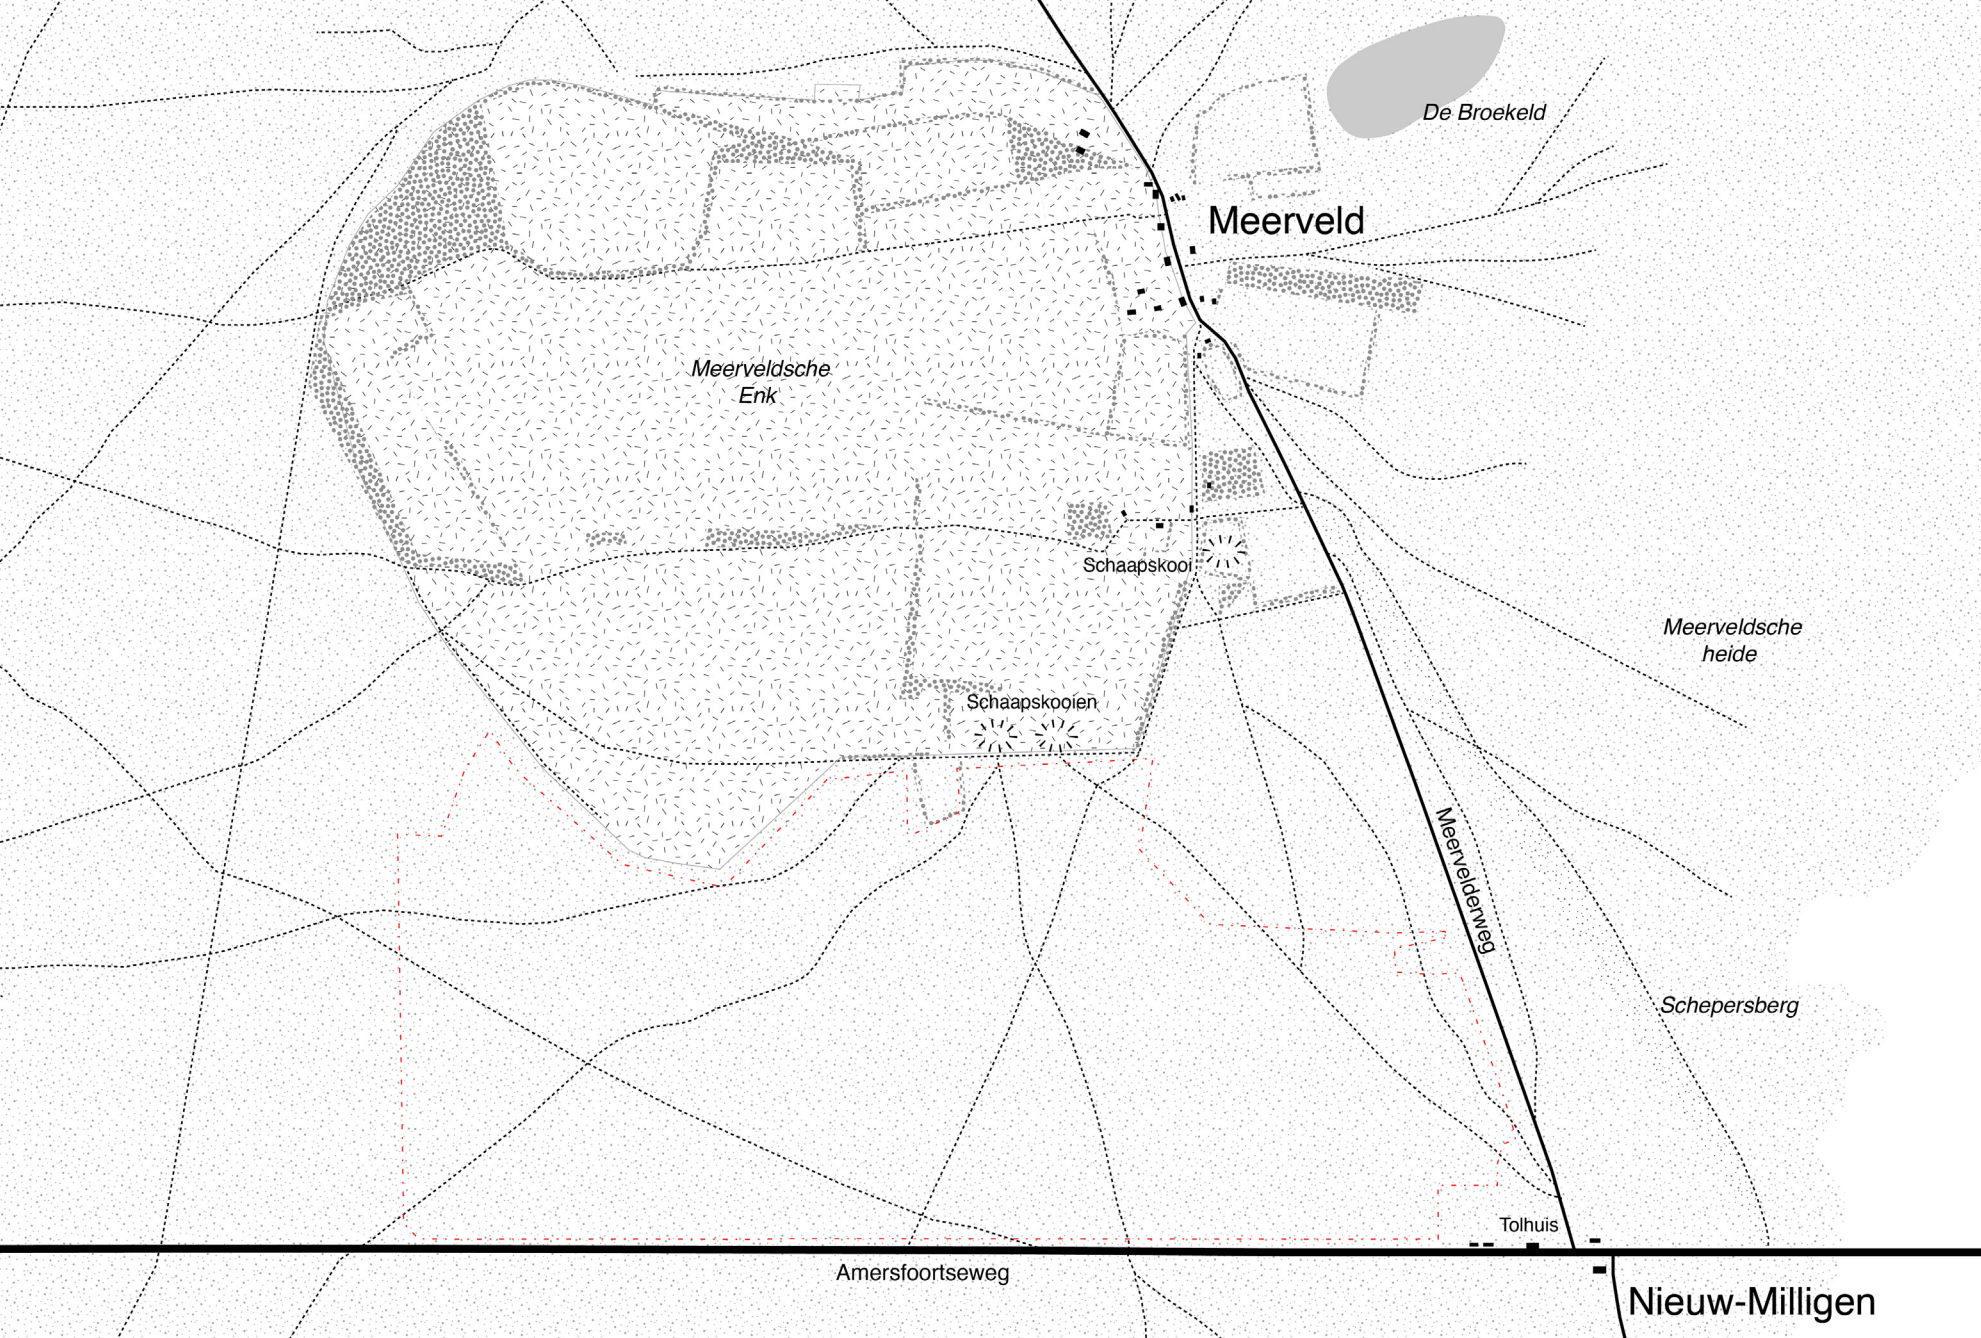 De Broekeld
Meerveld
Meerveldsche
Enk
Schaapskooi
Meerveldsche
heide
Schaapskooien
Meervelderweg
Schepersberg
Tolhuis
Amersfoortseweg
Nieuw-Milligen